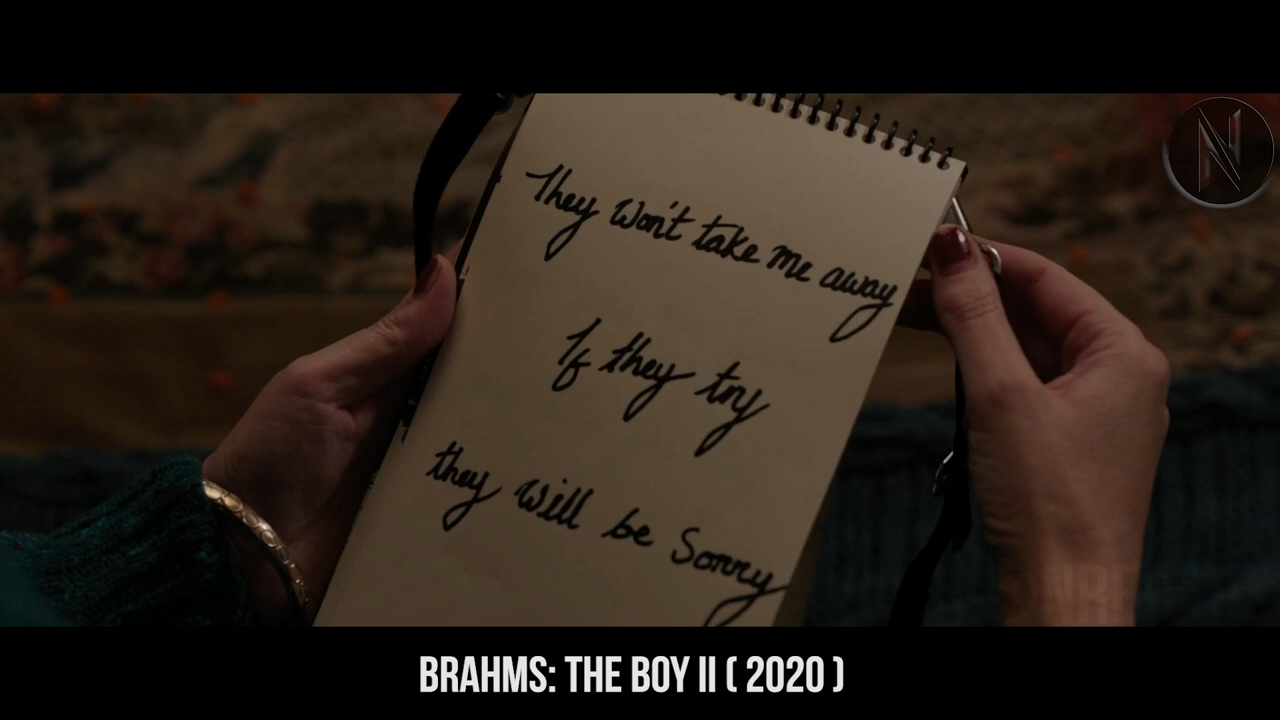 They Won't take me away
If they try
they will be Sorry
BRAHMS: THE BOY II ( 2020 )